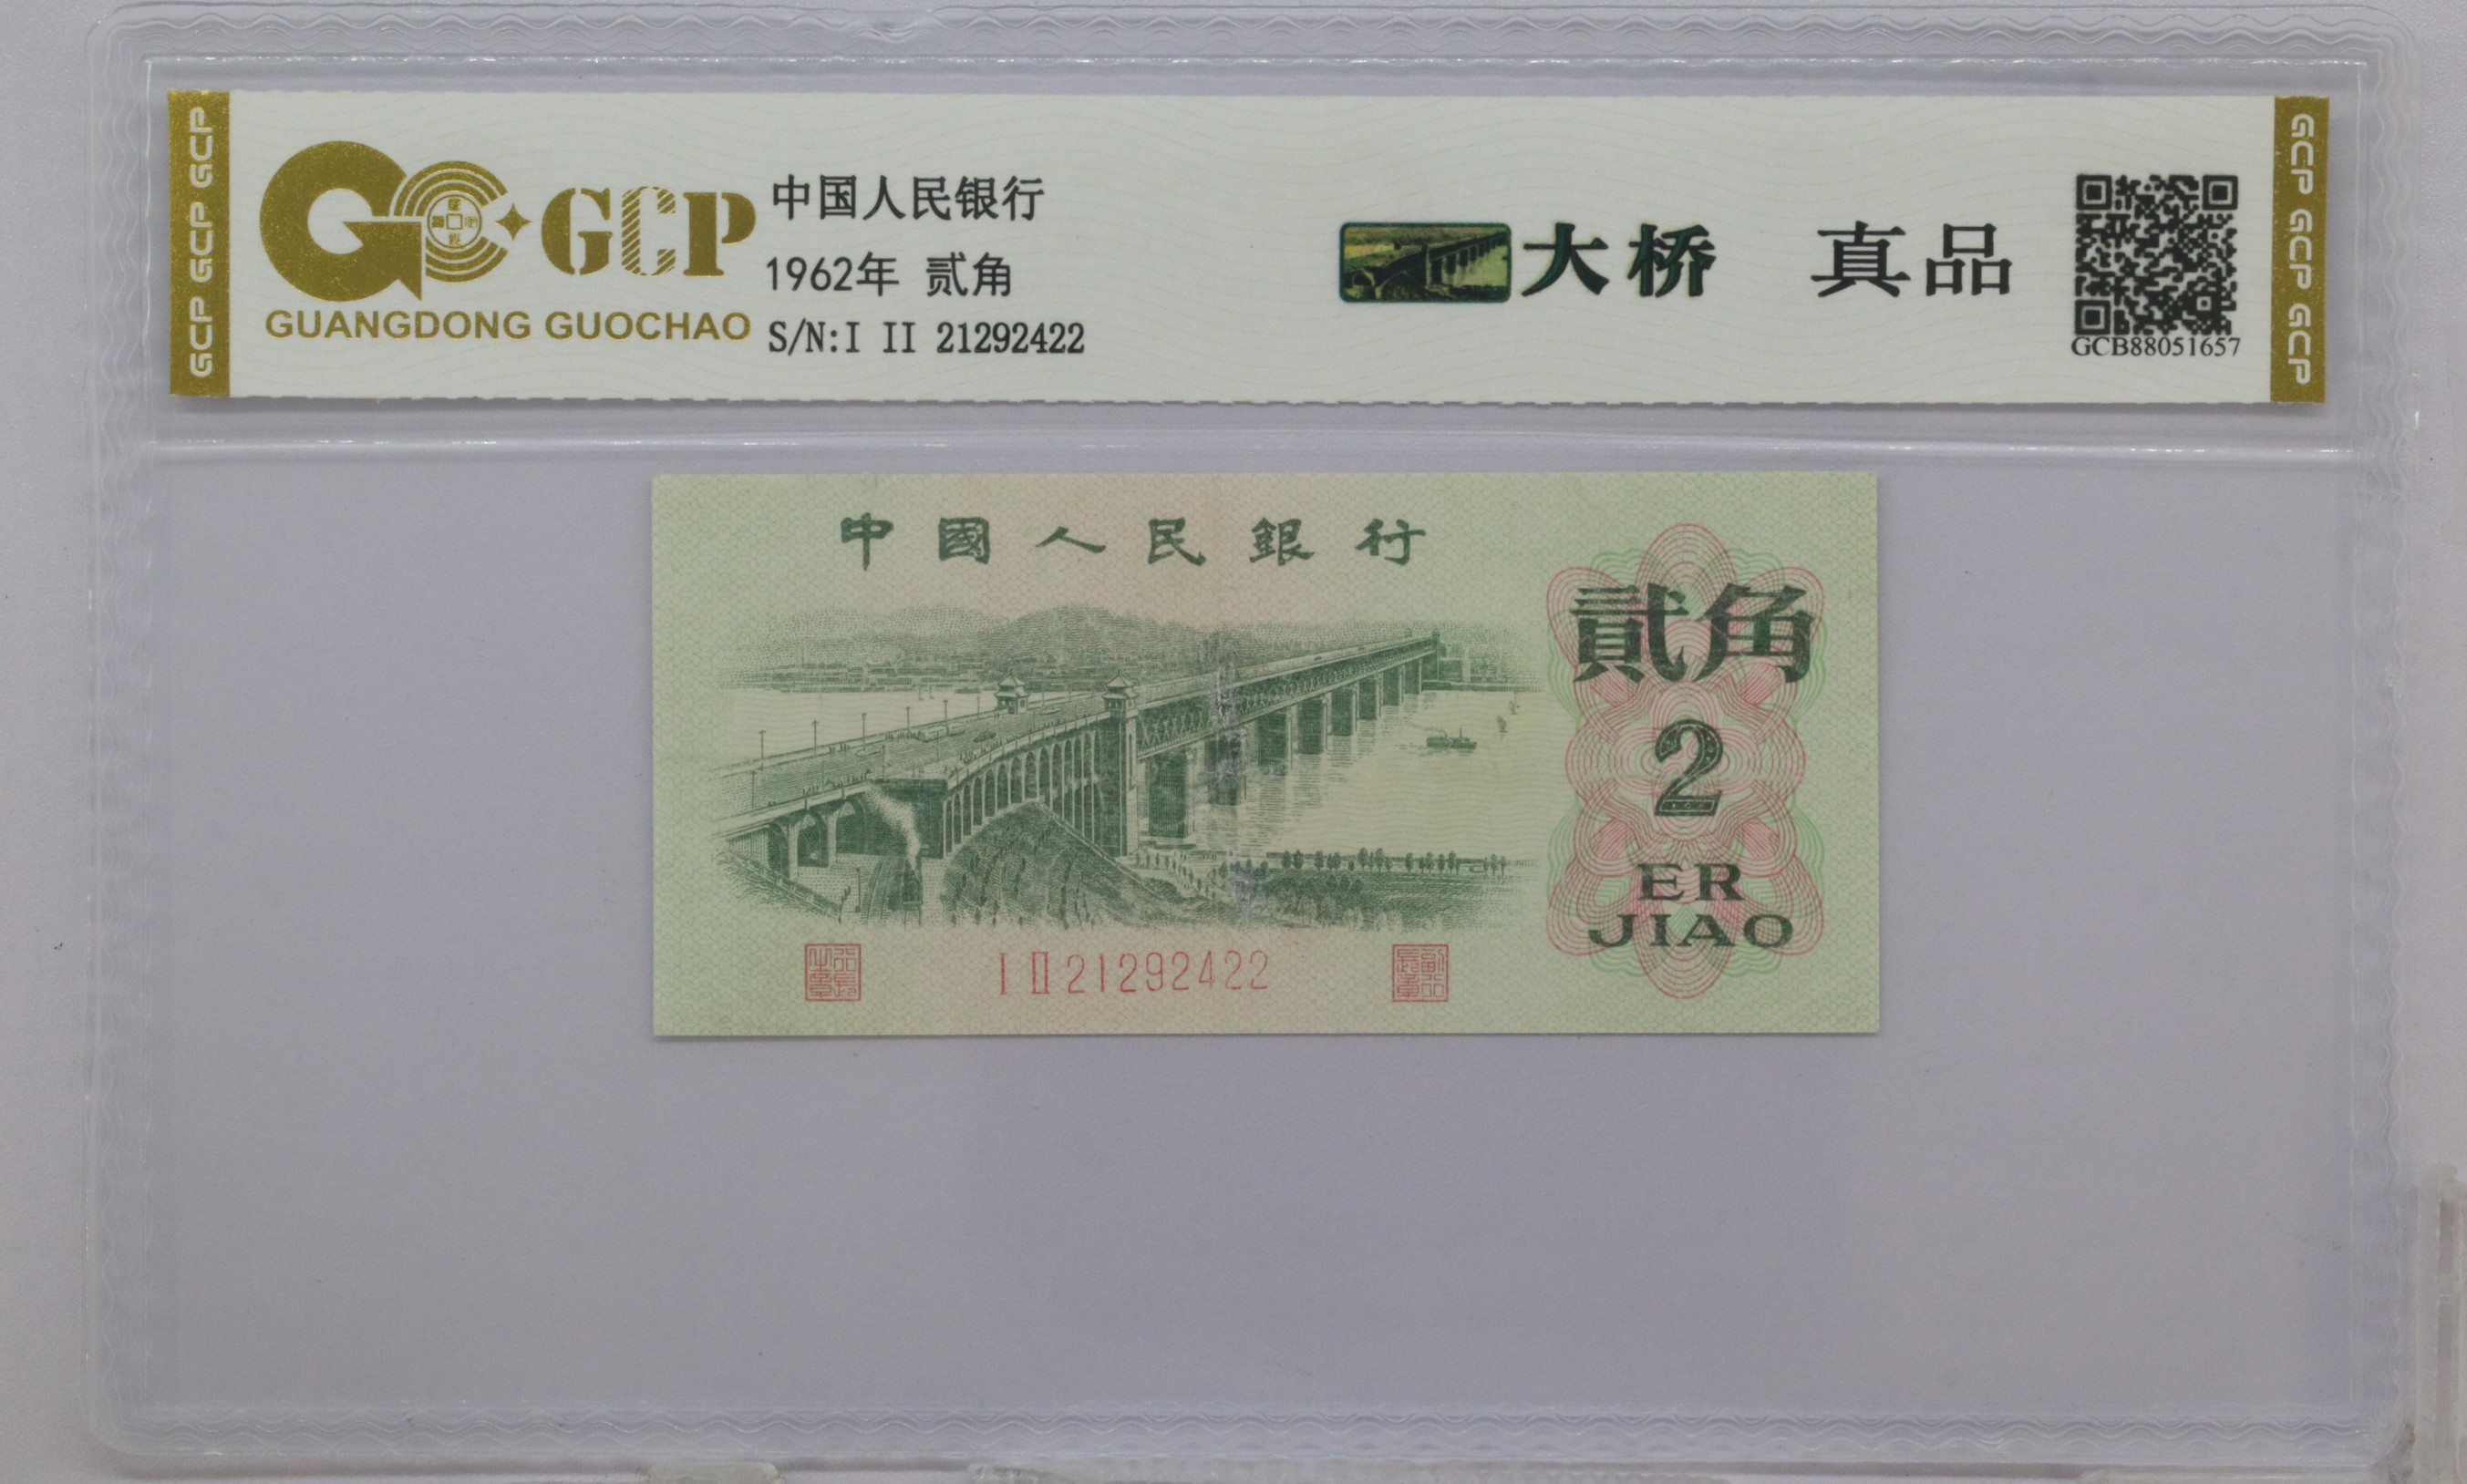 GCP GCP GCP
GCP
GUANGDONG GUOCHAO
中国人民银行
1962年 贰角
S/N:I II 21292422
大桥 真品
GCB88051657
GCP GCP GCP
中國人民銀行
貳角
2
ER
JIAO
I II 21292422